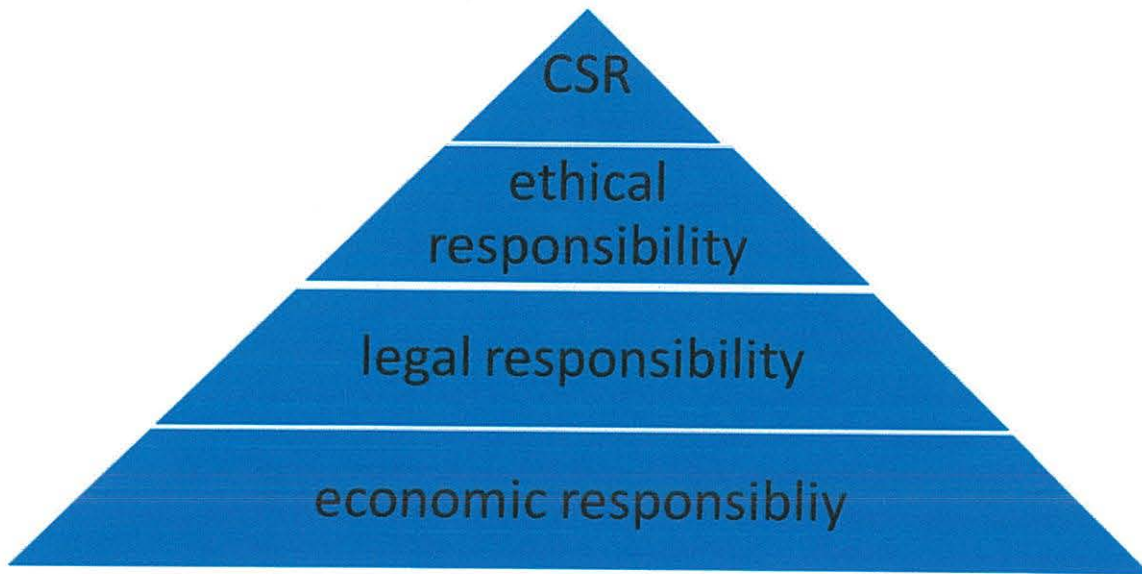 CSR
ethical
responsibility
legal responsibility
economic responsibliy